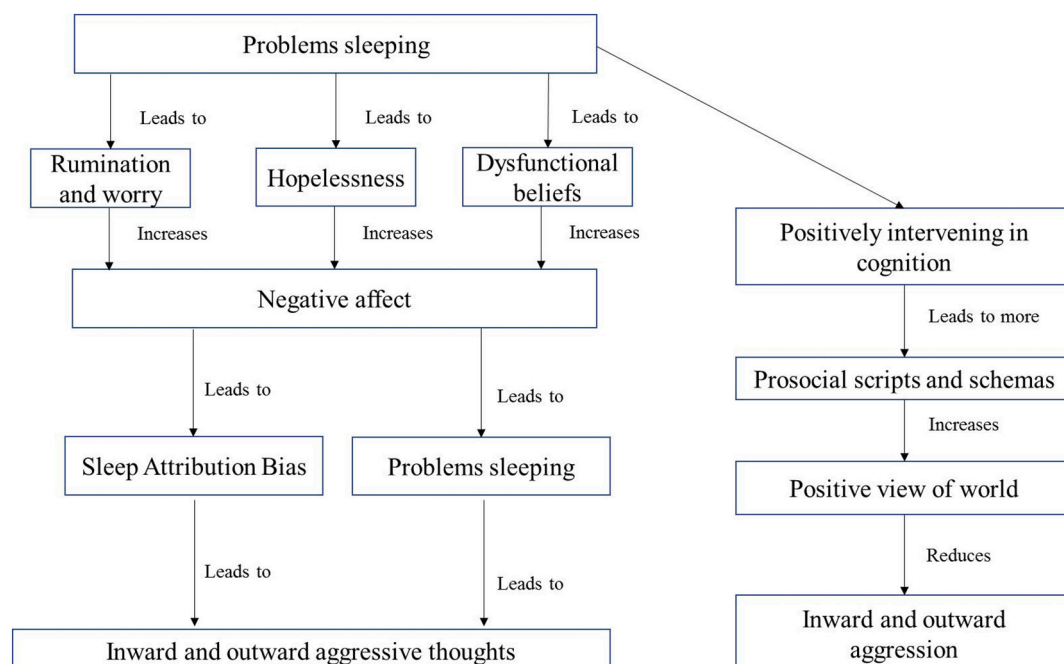 Problems sleeping
Leads to
Leads to
Leads to
Rumination
and worry
Hopelessness
Dysfunctional
beliefs
Increases
Increases
Increases
Negative affect
Leads to
Leads to
Sleep Attribution Bias
Problems sleeping
Leads to
Leads to
Inward and outward aggressive thoughts
Positively intervening in
cognition
Leads to more
Prosocial scripts and schemas
Increases
Positive view of world
Reduces
Inward and outward
aggression